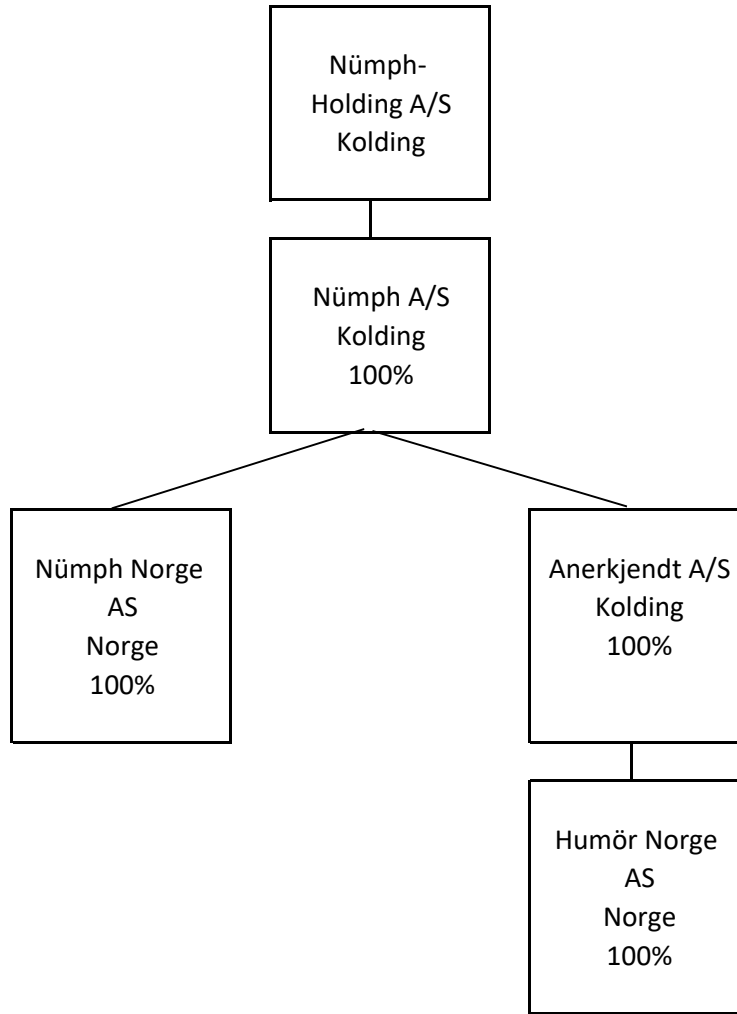 Nümph-
Holding A/S
Kolding
Nümph A/S
Kolding
100%
Nümph Norge
AS
Norge
100%
Anerkjendt A/S
Kolding
100%
Humör Norge
AS
Norge
100%